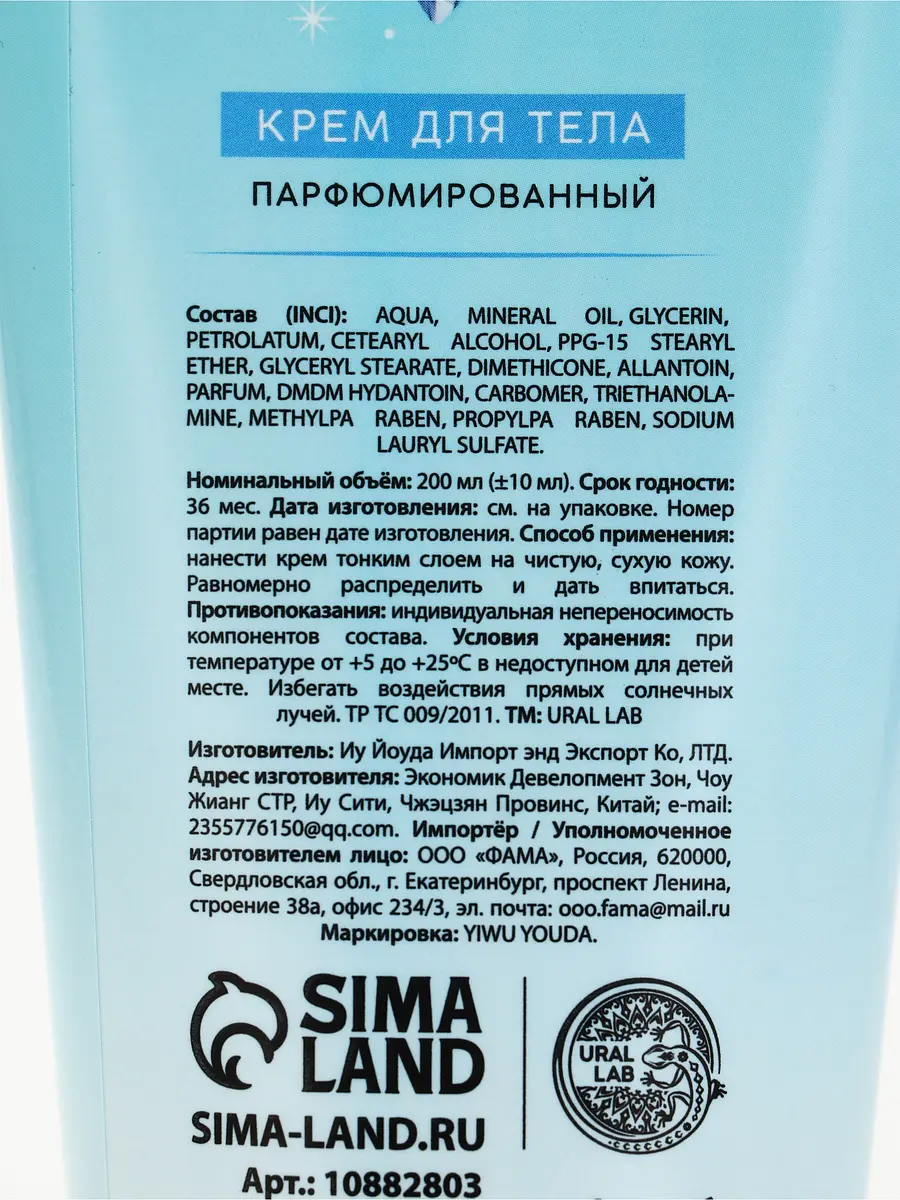 КРЕМ ДЛЯ ТЕЛА
ПАРФЮМИРОВАННЫЙ
Состав (INCI): AQUA, MINERAL OIL, GLYCERIN,
PETROLATUM, CETEARYL ALCOHOL, PPG-15 STEARYL
ETHER, GLYCERYL STEARATE, DIMETHICONE, ALLANTOIN,
PARFUM, DMDM HYDANTOIN, CARBOMER, TRIETHANOLA-
MINE, METHYLPA RABEN, PROPYLPA RABEN, SODIUM
LAURYL SULFATE.
Номинальный объём: 200 мл (±10 мл). Срок годности:
36 мес. Дата изготовления: см. на упаковке. Номер
партии равен дате изготовления. Способ применения:
нанести крем тонким слоем на чистую, сухую кожу.
Равномерно распределить и дать впитаться.
Противопоказания: индивидуальная непереносимость
компонентов состава. Условия хранения: при
температуре от +5 до +25ºС в недоступном для детей
месте. Избегать воздействия прямых солнечных
лучей. ТР ТС 009/2011. ТМ: URAL LAB
Изготовитель: Иу Йоуда Импорт энд Экспорт Ко, ЛТД.
Адрес изготовителя: Экономик Девелопмент Зон, Чоу
Жианг СТР, Иу Сити, Чжэцзян Провинс, Китай; e-mail:
2355776150@qq.com. Импортёр / Уполномоченное
изготовителем лицо: ООО «ФАМА», Россия, 620000,
Свердловская обл., г. Екатеринбург, проспект Ленина,
строение 38а, офис 234/3, эл. почта: ooo.fama@mail.ru
Маркировка: YIWU YOUDA.
SIMA
LAND
URAL
LAB
SIMA-LAND.RU
Арт.: 10882803